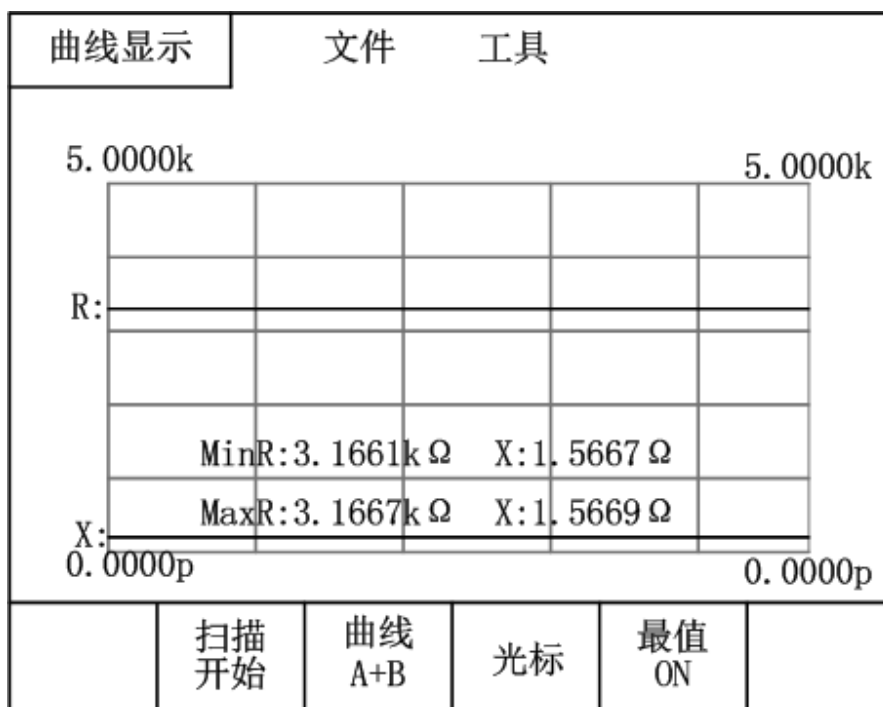 曲线显示 文件 工具
5.0000k 5.0000k
R:
MinR:3.1661kΩ X:1.5667Ω
MaxR:3.1667kΩ X:1.5669Ω
X:
0.0000p 0.0000p
扫描 曲线 光标 最值
开始 A+B ON